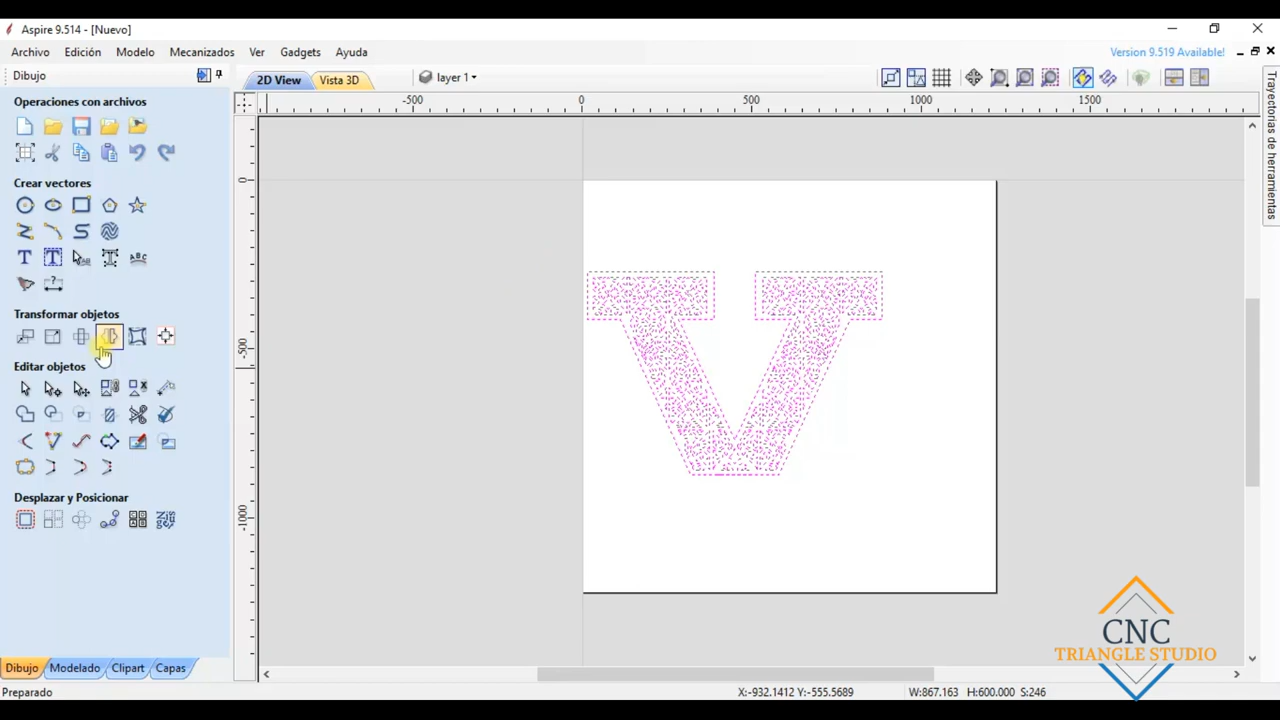 Aspire 9.514 - [Nuevo]
Archivo Edición Modelo Mecanizados Ver Gadgets Ayuda
Version 9.519 Available!
Dibujo
2D View Vista 3D
layer 1
Operaciones con archivos
Crear vectores
Transformar objetos
Editar objetos
Desplazar y Posicionar
-500 0 500 1000 1500
0
-500
-1000
Trayectorias de herramientas
Dibujo Modelado Clipart Capas
Preparado
X:-932.1412 Y:-555.5689
W:867.163 H:600.000 S:246
CNC
TRIANGLE STUDIO